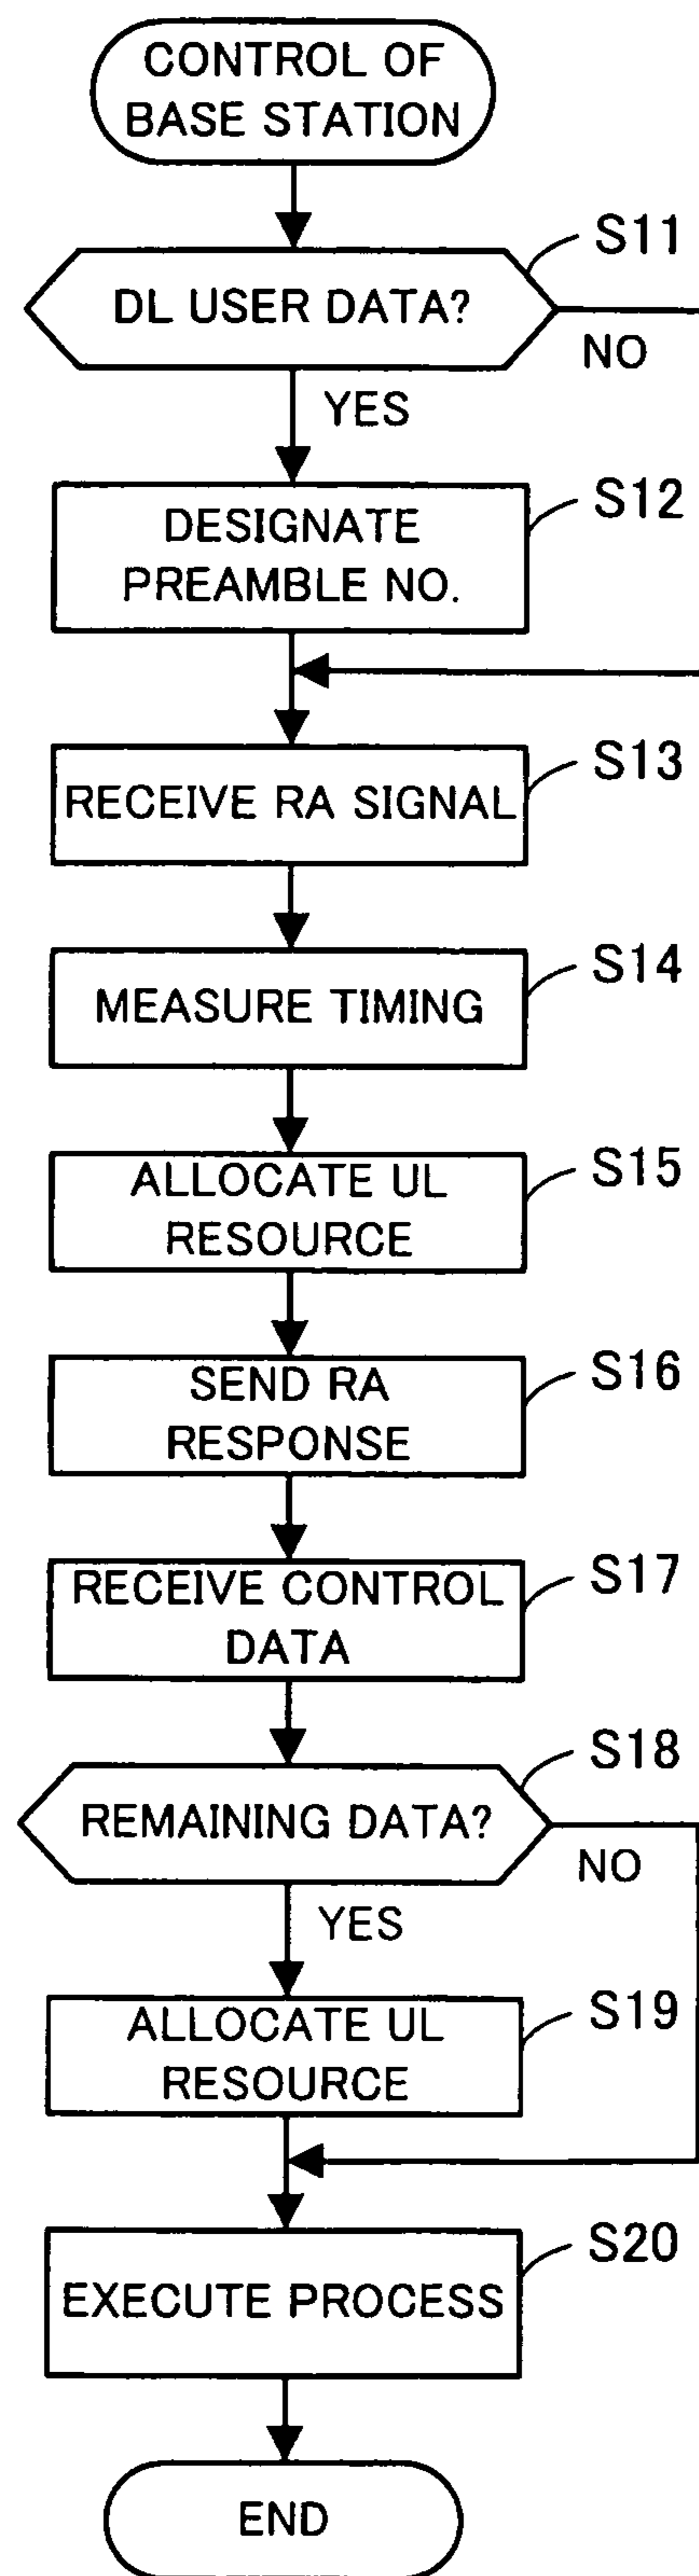 CONTROL OF
BASE STATION
S11
DL USER DATA?
NO
YES
S12
DESIGNATE
PREAMBLE NO.
S13
RECEIVE RA SIGNAL
S14
MEASURE TIMING
S15
ALLOCATE UL
RESOURCE
S16
SEND RA
RESPONSE
S17
RECEIVE CONTROL
DATA
S18
REMAINING DATA?
NO
YES
S19
ALLOCATE UL
RESOURCE
S20
EXECUTE PROCESS
END